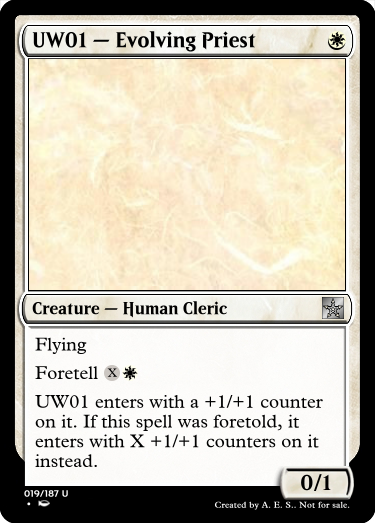 UW01 — Evolving Priest
Creature — Human Cleric
Flying
Foretell X
UW01 enters with a +1/+1 counter
on it. If this spell was foretold, it
enters with X +1/+1 counters on it
instead.
0/1
019/187 U
Created by A. E. S.. Not for sale.